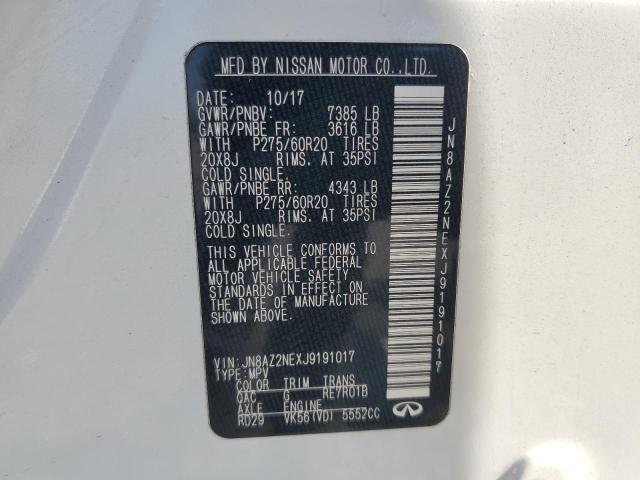 MFD BY NISSAN MOTOR CO.,LTD.
DATE: 10/17
GVWR/PNBV: 7385 LB
GAWR/PNBE FR: 3616 LB
WITH P275/60R20 TIRES
20X8J RIMS. AT 35PSI
COLD SINGLE.
GAWR/PNBE RR: 4343 LB
WITH P275/60R20 TIRES
20X8J RIMS. AT 35PSI
COLD SINGLE.
THIS VEHICLE CONFORMS TO
ALL APPLICABLE FEDERAL
MOTOR VEHICLE SAFETY
STANDARDS IN EFFECT ON
THE DATE OF MANUFACTURE
SHOWN ABOVE.
VIN: JN8AZ2NEXJ9191017
TYPE: MPV
COLOR TRIM TRANS
QAC G RE7R01B
AXLE ENGINE
RD29 VK56(VD) 5552CC
INFINITI
JN8AZ2NEXJ9191017